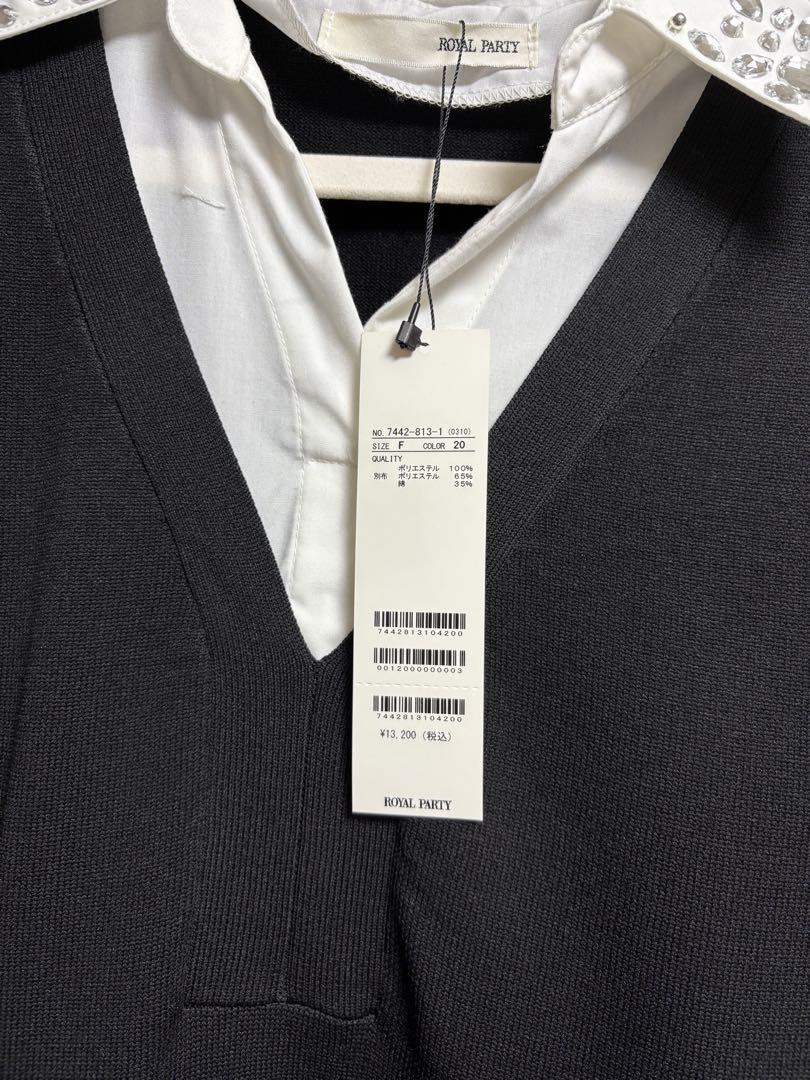 ROYAL PARTY
NO. 7442-813-1 (0310)
SIZE F COLOR 20
QUALITY
ポリエステル 100%
別布 ポリエステル 65%
綿 35%
7442813104200
0012000000003
7442813104200
¥13,200 (税込)
ROYAL PARTY